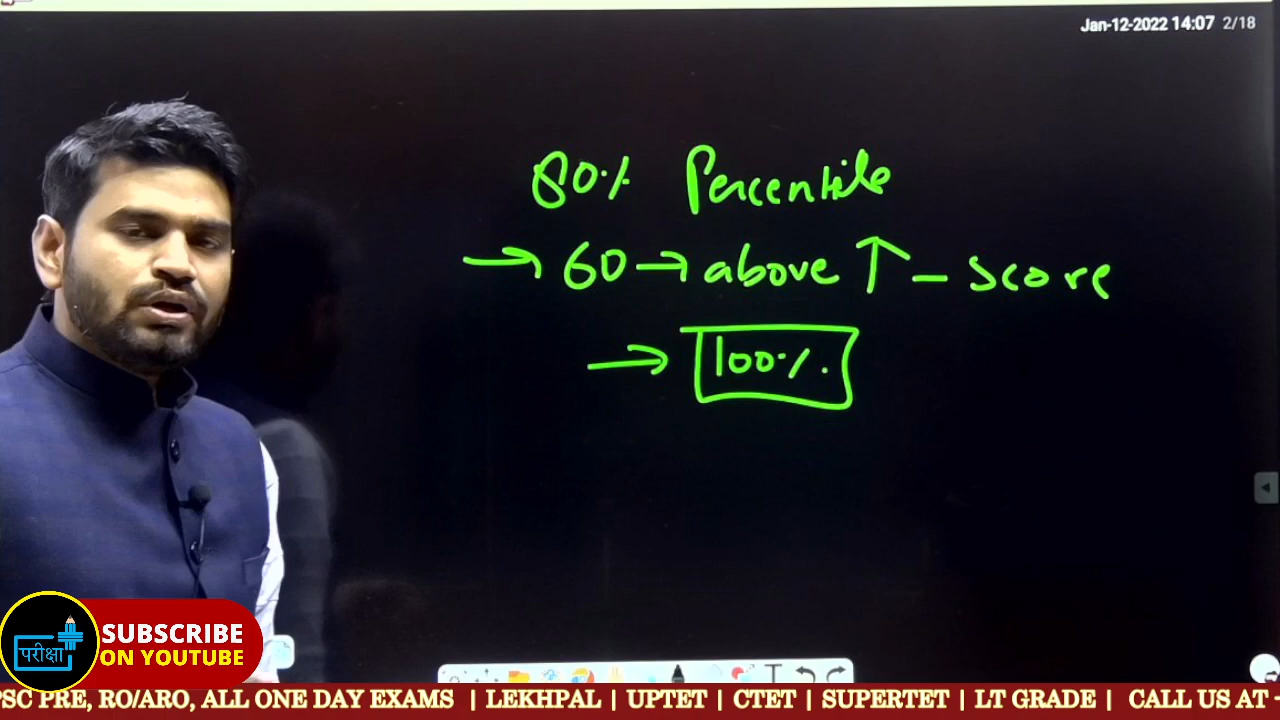 Jan-12-2022 14:07 2/18
80% Percentile
→ 60 → above ↑ - score
→ 100%.
परीक्षा
SUBSCRIBE
ON YOUTUBE
PSC PRE, RO/ARO, ALL ONE DAY EXAMS | LEKHPAL | UPTET | CTET | SUPERTET | LT GRADE | CALL US AT -